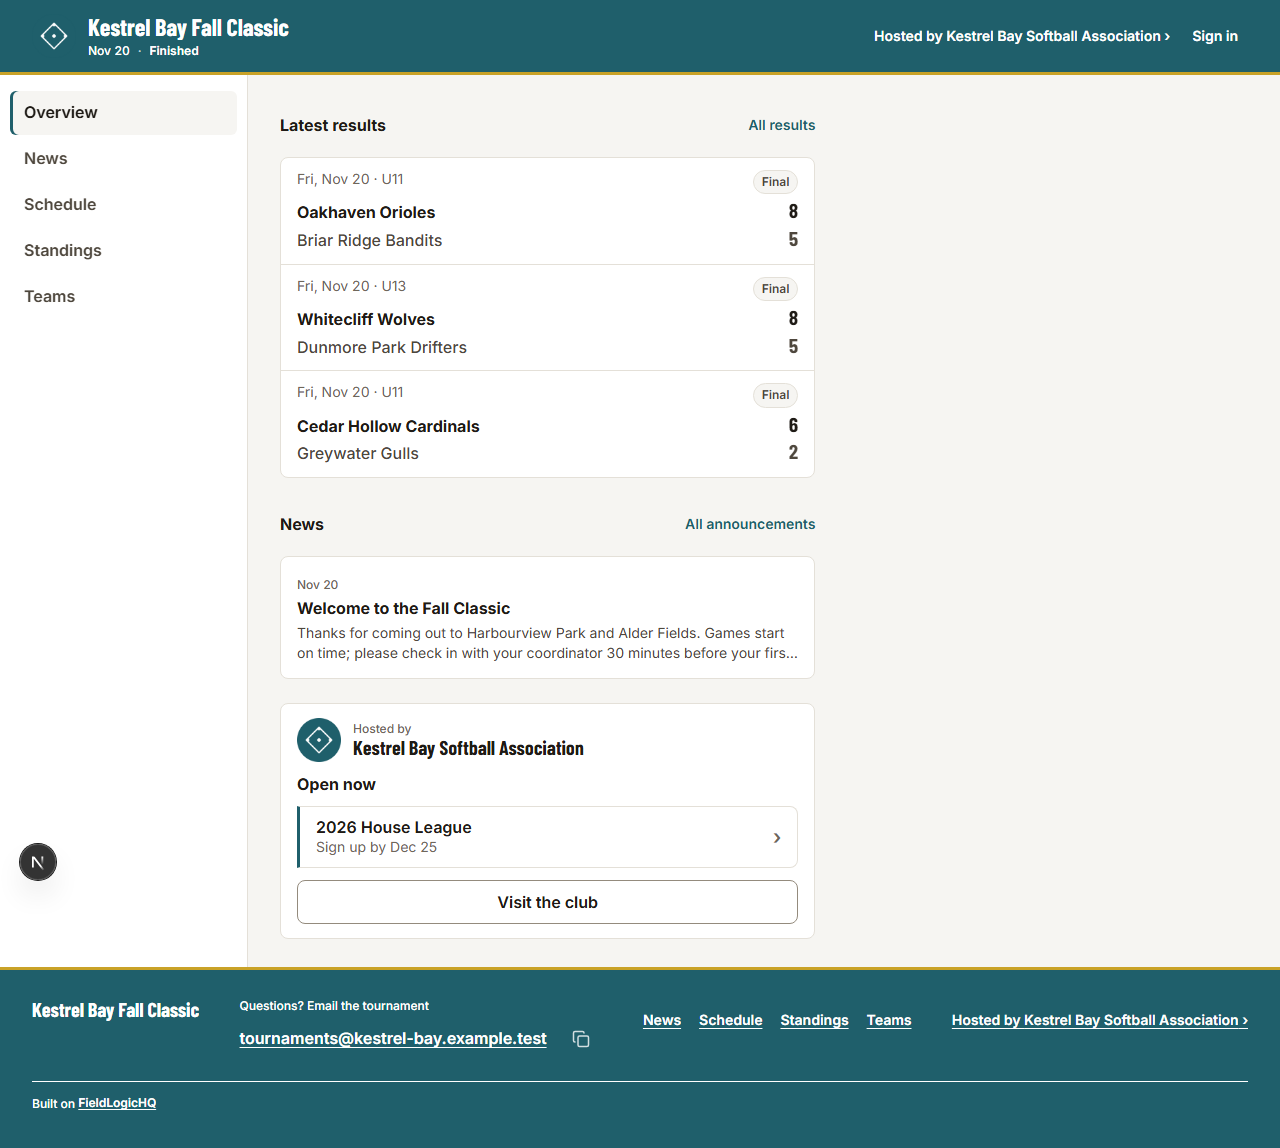 Kestrel Bay Fall Classic
Nov 20 · Finished
Hosted by Kestrel Bay Softball Association ›
Sign in
Overview
News
Schedule
Standings
Teams
Latest results
All results
Fri, Nov 20 · U11
Final
Oakhaven Orioles 8
Briar Ridge Bandits 5
Fri, Nov 20 · U13
Final
Whitecliff Wolves 8
Dunmore Park Drifters 5
Fri, Nov 20 · U11
Final
Cedar Hollow Cardinals 6
Greywater Gulls 2
News
All announcements
Nov 20
Welcome to the Fall Classic
Thanks for coming out to Harbourview Park and Alder Fields. Games start
on time; please check in with your coordinator 30 minutes before your firs...
Hosted by
Kestrel Bay Softball Association
Open now
2026 House League
Sign up by Dec 25
›
Visit the club
N
Kestrel Bay Fall Classic
Questions? Email the tournament
tournaments@kestrel-bay.example.test
News Schedule Standings Teams
Hosted by Kestrel Bay Softball Association ›
Built on FieldLogicHQ